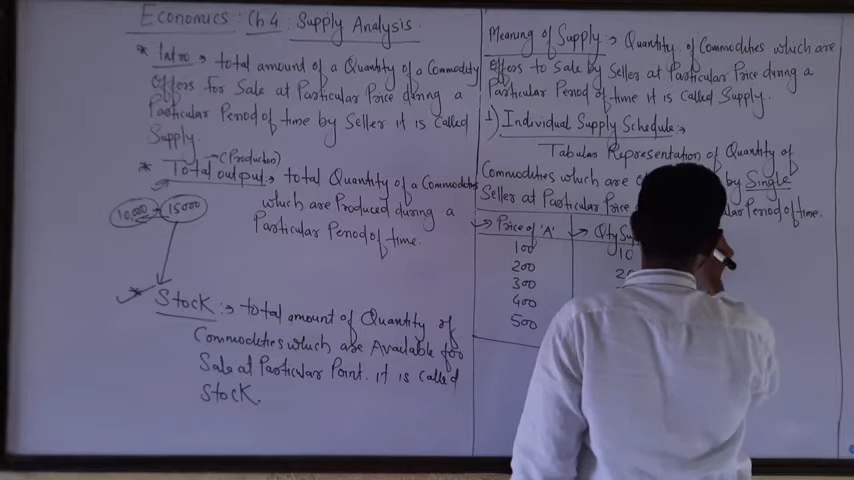 Economics: Ch 4: Supply Analysis.
* Intro → total amount of a Quantity of a Commodity
Offers for Sale at Particular Price during a
Particular Period of time by Seller it is called
Supply.
(Production)
* Total output → total Quantity of a Commodities
which are Produced during a
Particular Period of time.
10,000 15000
Stock :→ total amount of Quantity of
Commodities which are Available for
Sale at Particular Point. it is called
Stock.
Meaning of Supply :→ Quantity of Commodities which are
Offers to Sale by Seller at Particular Price during a
Particular Period of time it is called Supply.
1) Individual Supply Schedule :→
Tabular Representation of Quantity of
Commodities which are by Single
Seller at Particular Price Period of time.
Price of 'A' Qty
100 10
200
300
400
500